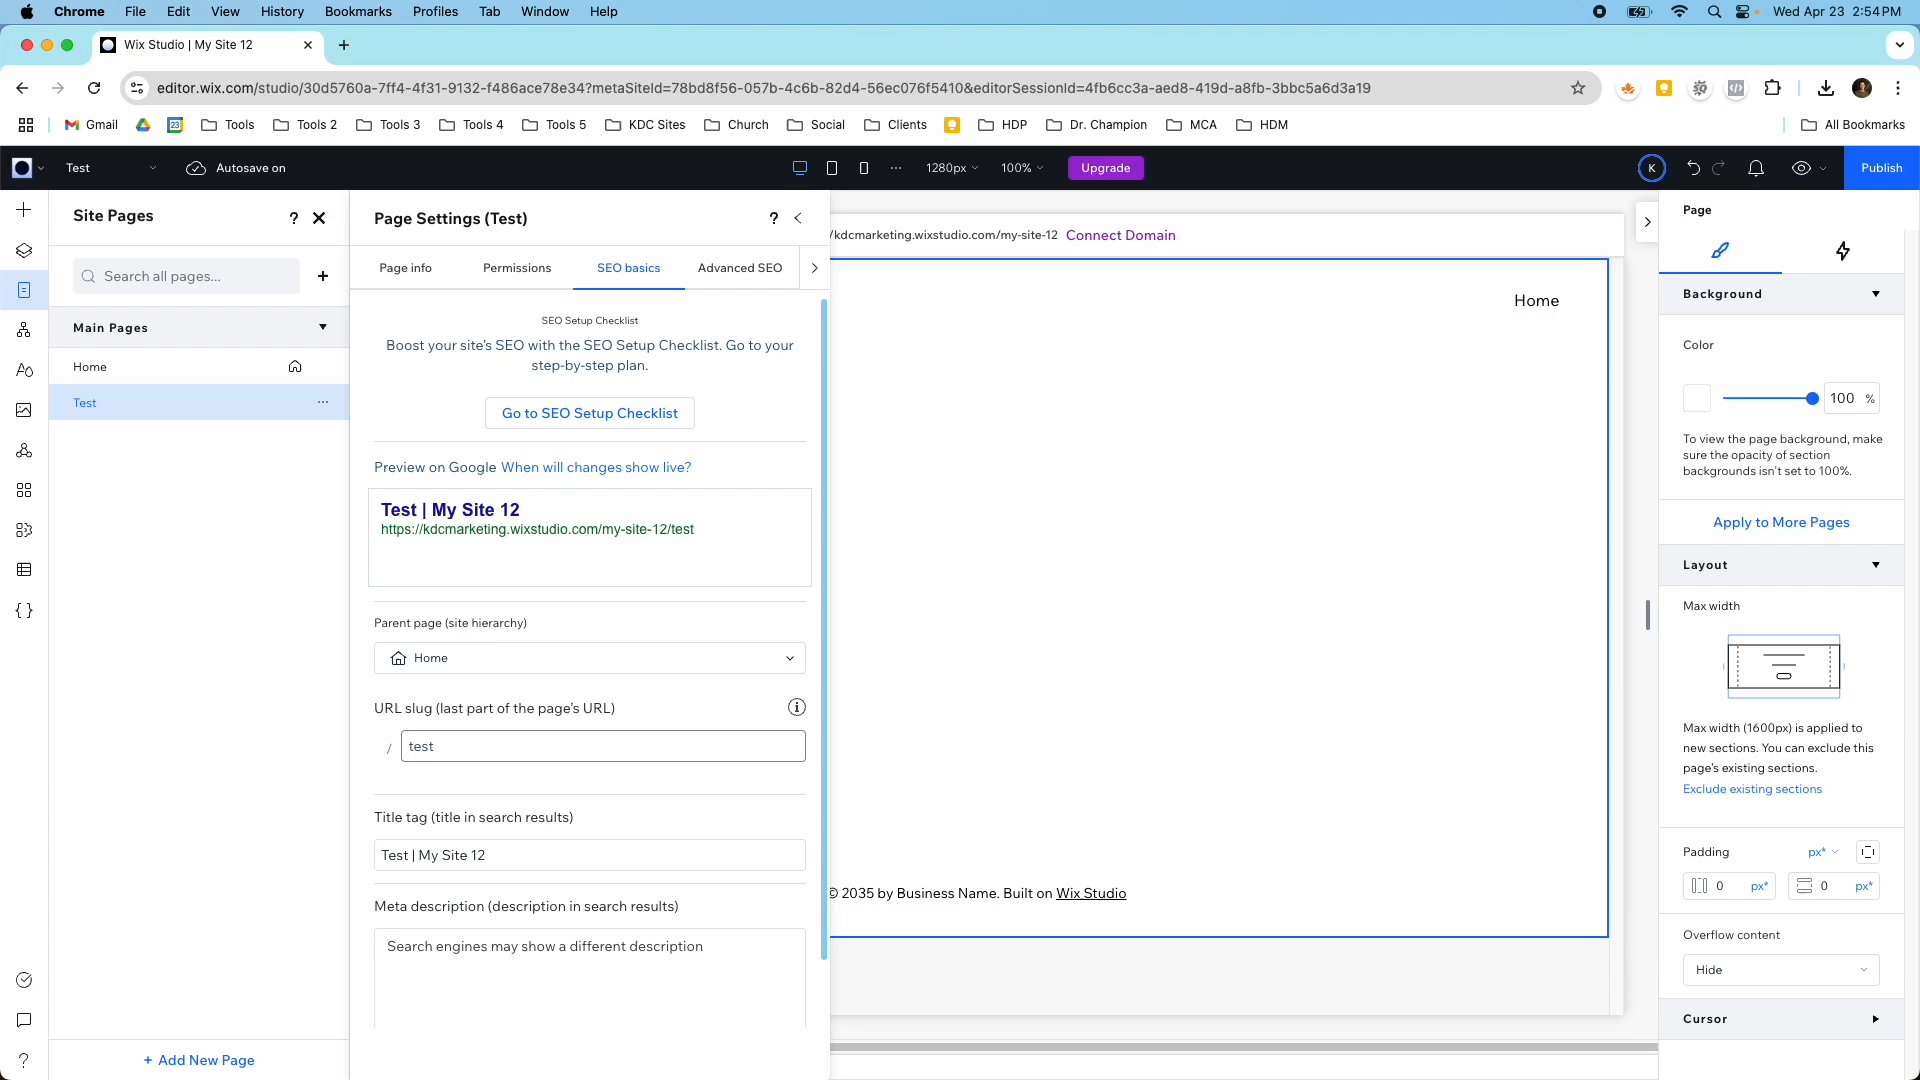 Chrome File Edit View History Bookmarks Profiles Tab Window Help
Wed Apr 23 2:54 PM
Wix Studio | My Site 12
editor.wix.com/studio/30d5760a-7ff4-4f31-9132-f486ace78e34?metaSiteId=78bd8f56-057b-4c6b-82d4-56ec076f5410&editorSessionId=4fb6cc3a-aed8-419d-a8fb-3bbc5a6d3a19
Gmail
23
Tools
Tools 2
Tools 3
Tools 4
Tools 5
KDC Sites
Church
Social
Clients
HDP
Dr. Champion
MCA
HDM
All Bookmarks
Test
Autosave on
1280px
100%
Upgrade
K
Publish
Site Pages
?
Search all pages...
Main Pages
Home
Test
+ Add New Page
Page Settings (Test)
?
Page info
Permissions
SEO basics
Advanced SEO
SEO Setup Checklist
Boost your site's SEO with the SEO Setup Checklist. Go to your
step-by-step plan.
Go to SEO Setup Checklist
Preview on Google When will changes show live?
Test | My Site 12
https://kdcmarketing.wixstudio.com/my-site-12/test
Parent page (site hierarchy)
Home
URL slug (last part of the page's URL)
/ test
Title tag (title in search results)
Test | My Site 12
Meta description (description in search results)
Search engines may show a different description
/kdcmarketing.wixstudio.com/my-site-12 Connect Domain
Home
© 2035 by Business Name. Built on Wix Studio
Page
Background
Color
100 %
To view the page background, make
sure the opacity of section
backgrounds isn't set to 100%.
Apply to More Pages
Layout
Max width
Max width (1600px) is applied to
new sections. You can exclude this
page's existing sections.
Exclude existing sections
Padding
px*
0 px*
0 px*
Overflow content
Hide
Cursor